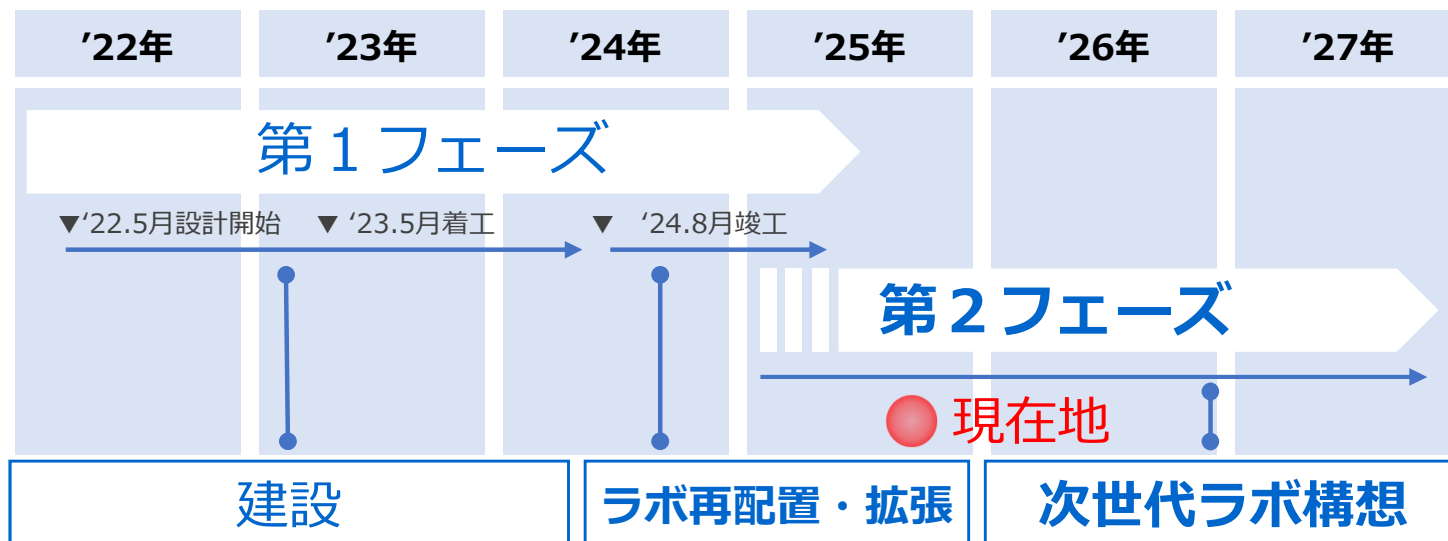 ’22年 ’23年 ’24年 ’25年 ’26年 ’27年
第１フェーズ
▼‘22.5月設計開始 ▼ ‘23.5月着工 ▼ ‘24.8月竣工
第２フェーズ
現在地
建設 ラボ再配置・拡張 次世代ラボ構想